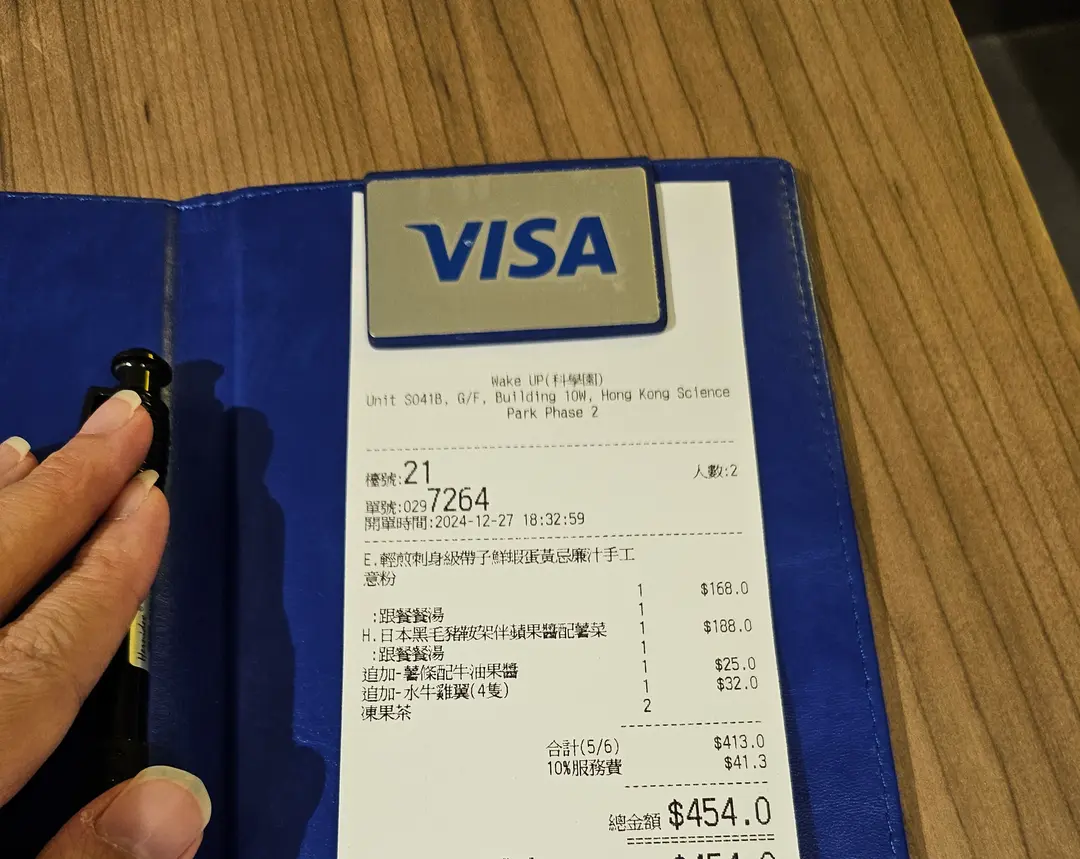 VISA
Wake UP(科學園)
Unit S041B, G/F, Building 10W, Hong Kong Science
Park Phase 2
檯號:21 人數:2
單號:0297264
開單時間:2024-12-27 18:32:59
E.輕煎刺身級帶子鮮蝦蛋黃忌廉汁手工
意粉
1 $168.0
:跟餐餐湯 1
H.日本黑毛豬鞍架伴蘋果醬配薯菜 1 $188.0
:跟餐餐湯 1
追加-薯條配牛油果醬 1 $25.0
追加-水牛雞翼(4隻) 1 $32.0
凍果茶 2
合計(5/6) $413.0
10%服務費 $41.3
總金額 $454.0
$454.0